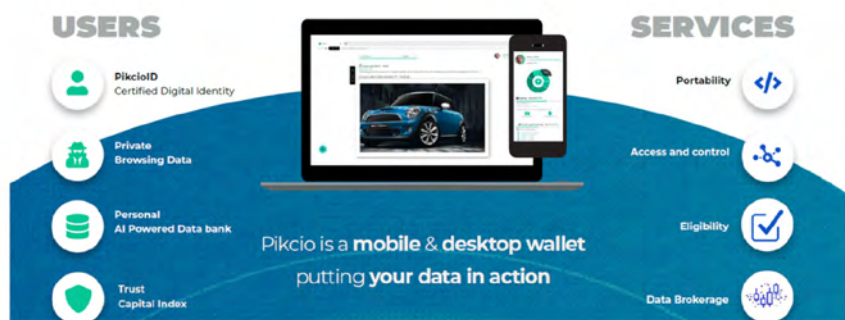 USERS
SERVICES
PikcioID
Certified Digital Identity
Portability
Private
Browsing Data
Access and control
Personal
AI Powered Data bank
Eligibility
Pikcio is a mobile & desktop wallet
putting your data in action
Trust
Capital Index
Data Brokerage